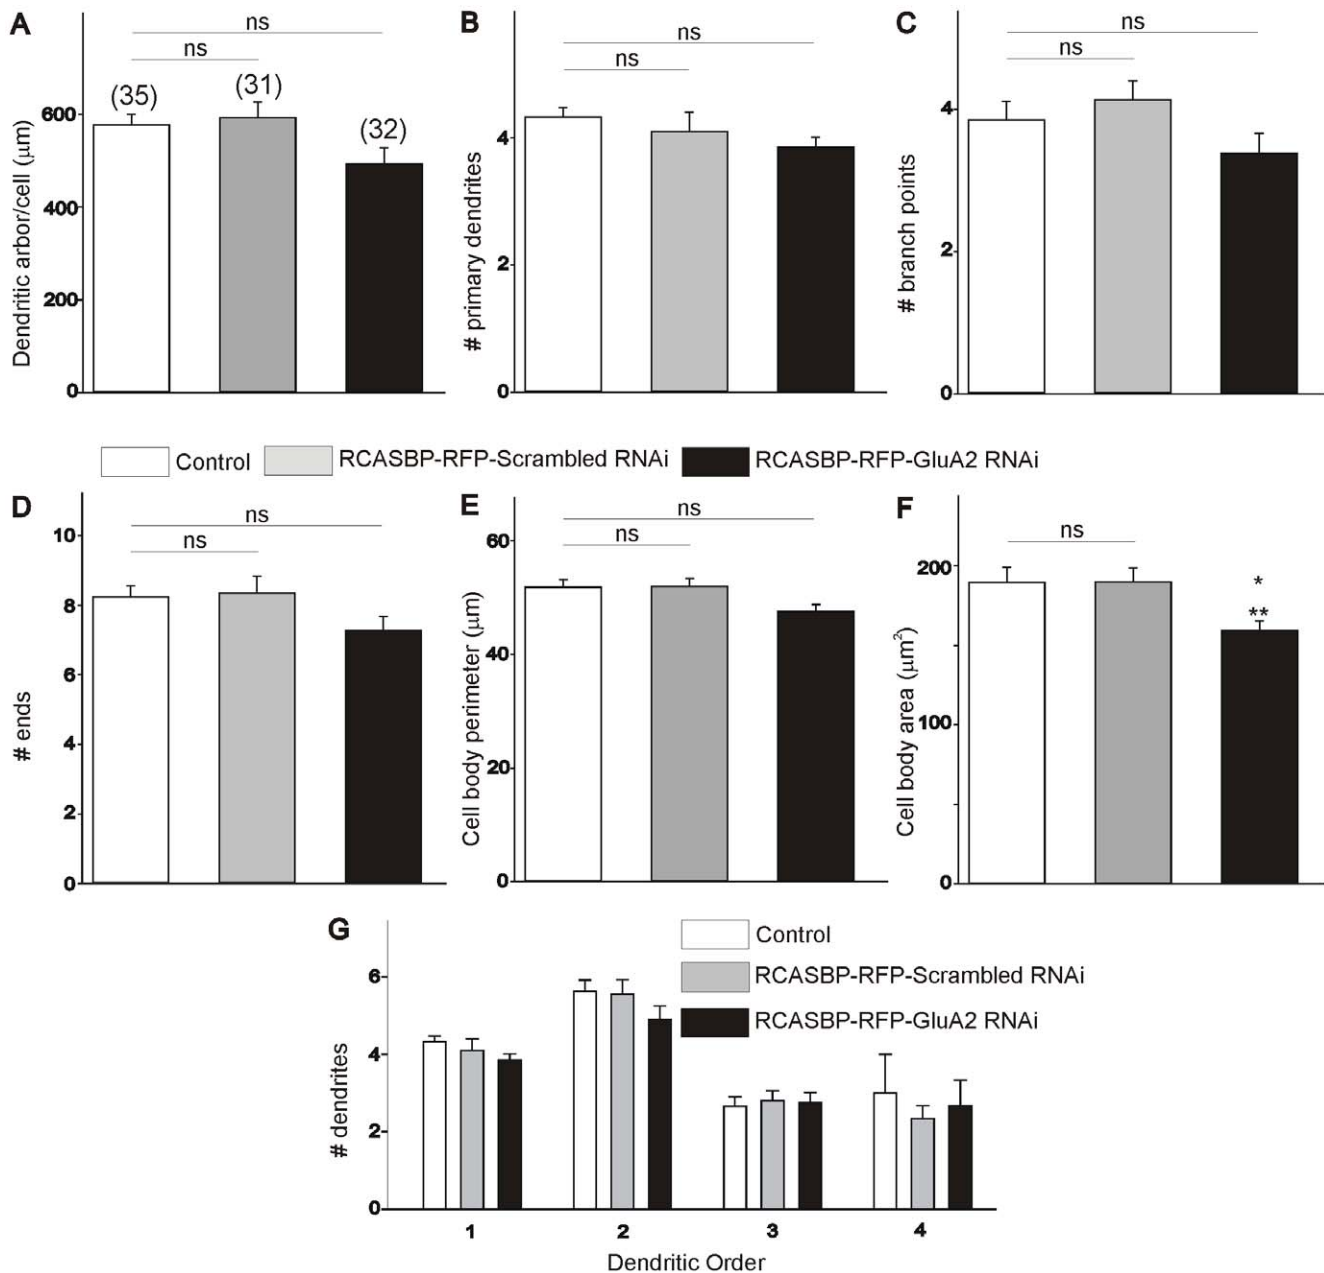 A
ns
ns
(35)
(31)
(32)
600
400
200
0
Dendritic arbor/cell (μm)
B
ns
ns
4
2
0
# primary dendrites
C
ns
ns
4
2
0
# branch points
Control
RCASBP-RFP-Scrambled RNAi
RCASBP-RFP-GluA2 RNAi
D
ns
ns
10
8
6
4
2
0
# ends
E
ns
ns
60
40
20
0
Cell body perimeter (μm)
F
ns
*
**
200
100
0
Cell body area (μm²)
G
Control
RCASBP-RFP-Scrambled RNAi
RCASBP-RFP-GluA2 RNAi
6
4
2
0
# dendrites
1 2 3 4
Dendritic Order